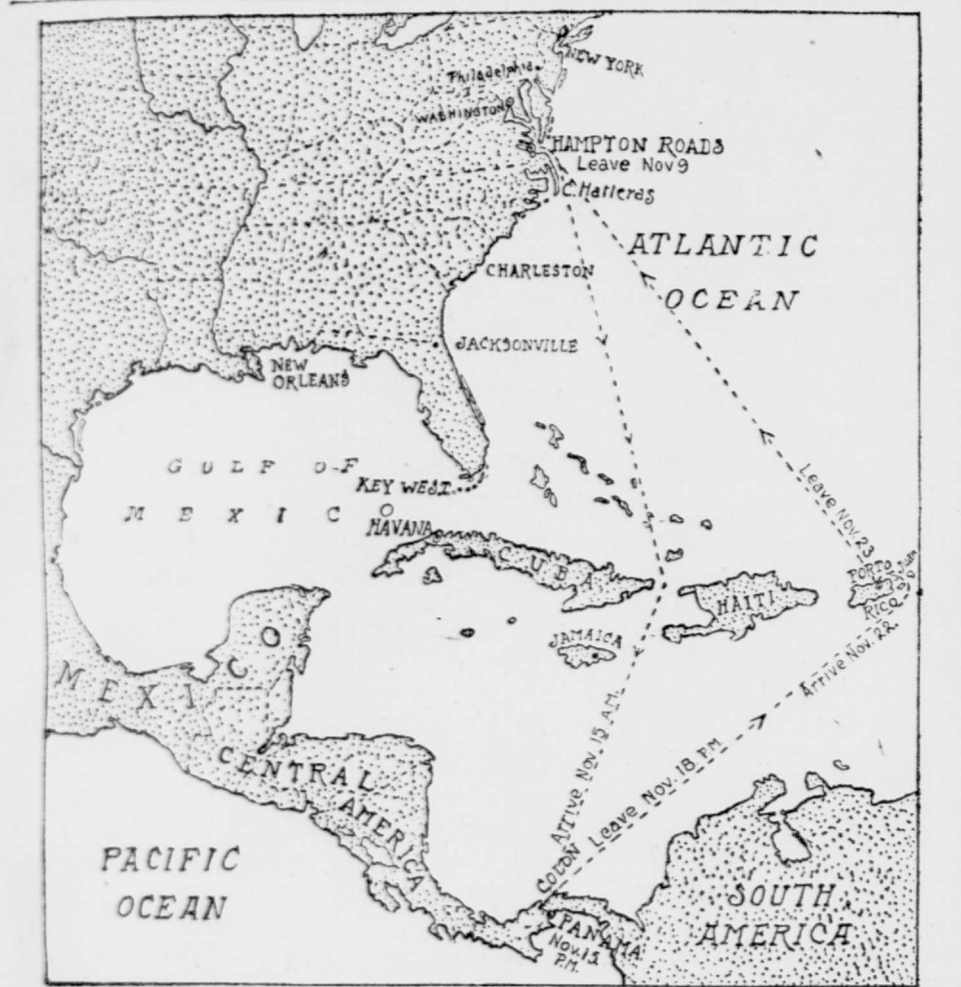 NEW YORK
Philadelphia
WASHINGTON
HAMPTON ROADS
Leave Nov 9
C. Hatteras
ATLANTIC
OCEAN
CHARLESTON
JACKSONVILLE
NEW
ORLEANS
GULF OF
MEXICO
KEY WEST
HAVANA
CUBA
HAITI
JAMAICA
Leave Nov. 23
PORTO
RICO
S. Juan
Arrive Nov. 22.
MEXICO
CENTRAL
AMERICA
Arrive Nov 15 A.M.
Leave Nov. 18 P.M
COLON
PANAMA
Nov. 15
P.M.
PACIFIC
OCEAN
SOUTH
AMERICA